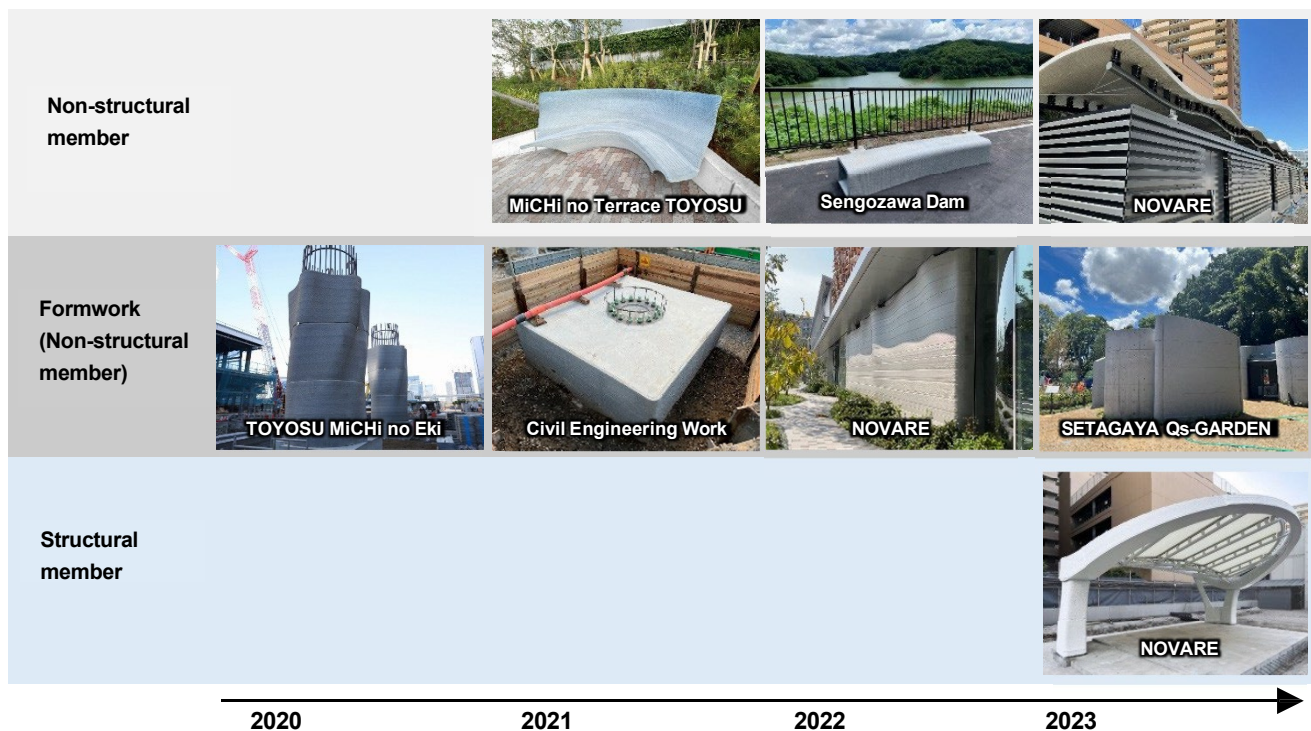 Non-structural
member
MiCHi no Terrace TOYOSU
Sengozawa Dam
NOVARE
Formwork
(Non-structural
member)
TOYOSU MiCHi no Eki
Civil Engineering Work
NOVARE
SETAGAYA Qs-GARDEN
Structural
member
NOVARE
2020
2021
2022
2023